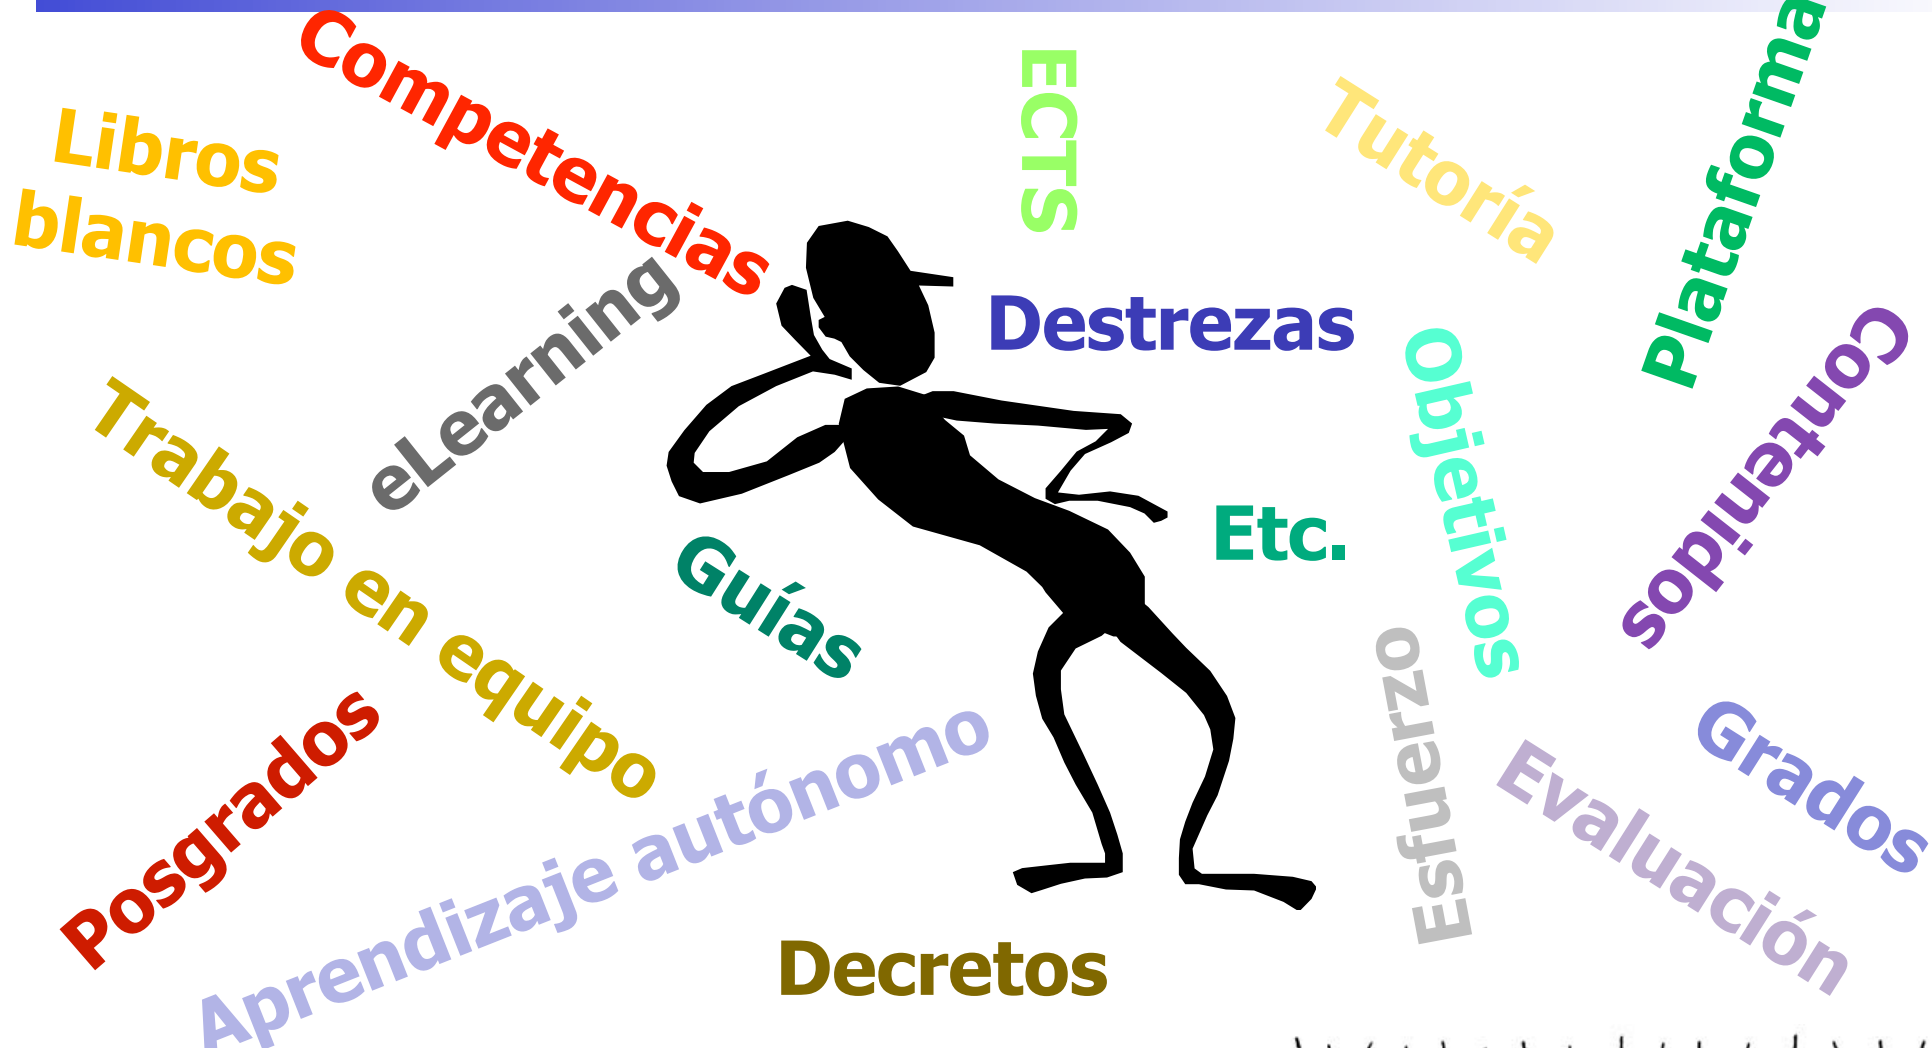 Competencias
ECTS
Tutoría
Plataforma
Libros
blancos
eLearning
Destrezas
Objetivos
Contenidos
Trabajo en equipo
Guías
Etc.
Esfuerzo
Grados
Evaluación
Posgrados
Aprendizaje autónomo
Decretos